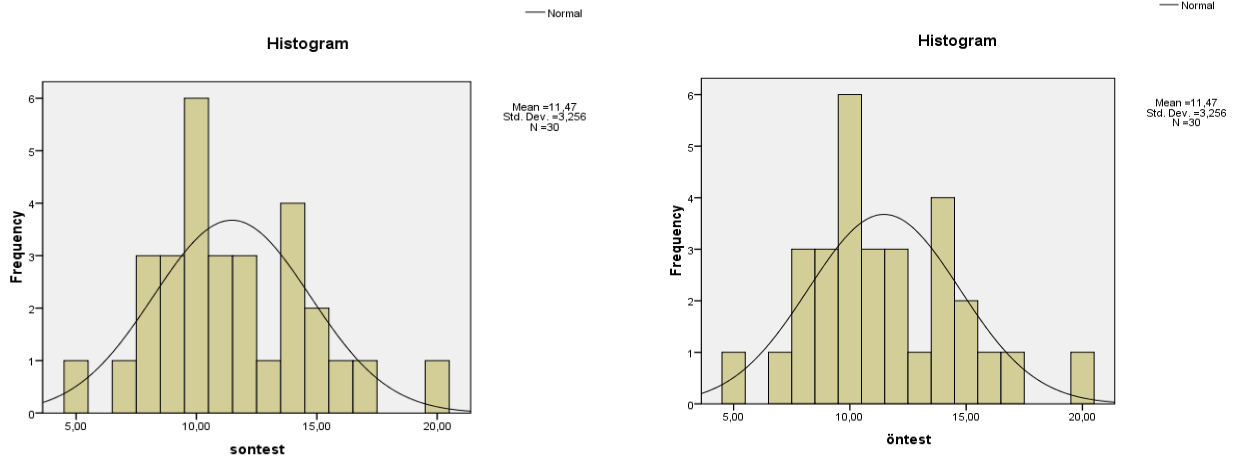 Normal
Histogram
Mean =11,47
Std. Dev. =3,256
N =30
Frequency
6
5
4
3
2
1
0
5,00 10,00 15,00 20,00
sontest
Normal
Histogram
Mean =11,47
Std. Dev. =3,256
N =30
Frequency
6
5
4
3
2
1
0
5,00 10,00 15,00 20,00
öntest